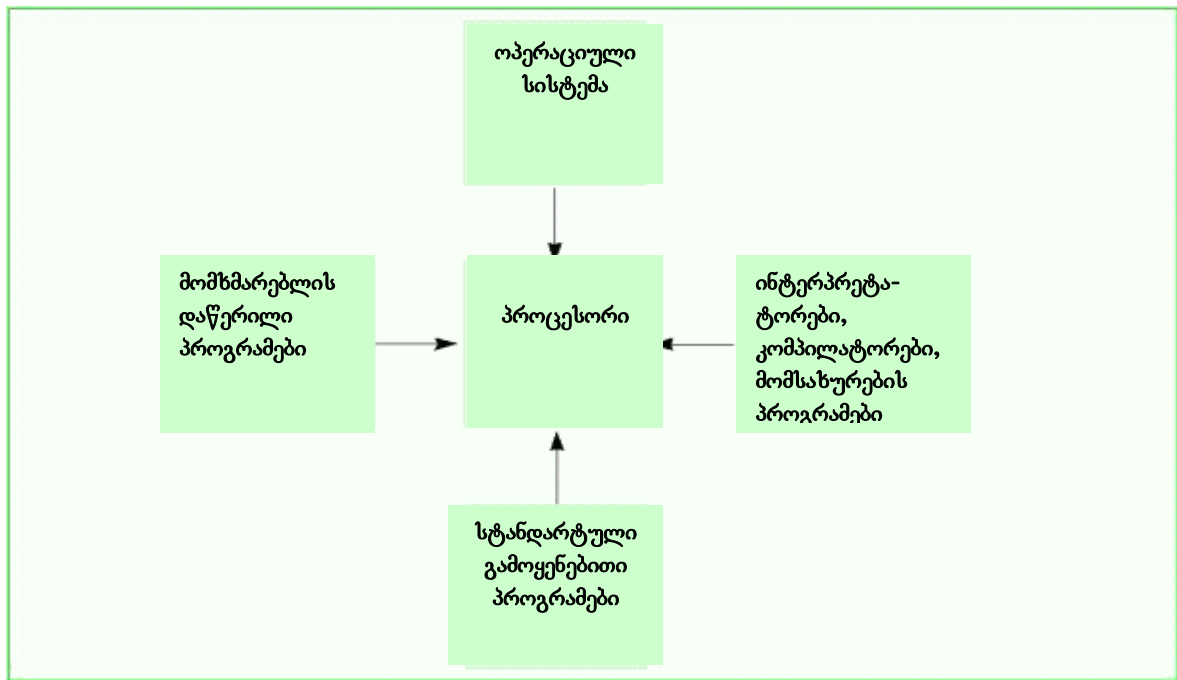 ოპერაციული
სისტემა
მომხმარებლის
დაწერილი
პროგრამები
პროცესორი
ინტერპრეტა-
ტორები,
კომპილატორები,
მომსახურების
პროგრამები
სტანდარტული
გამოყენებითი
პროგრამები